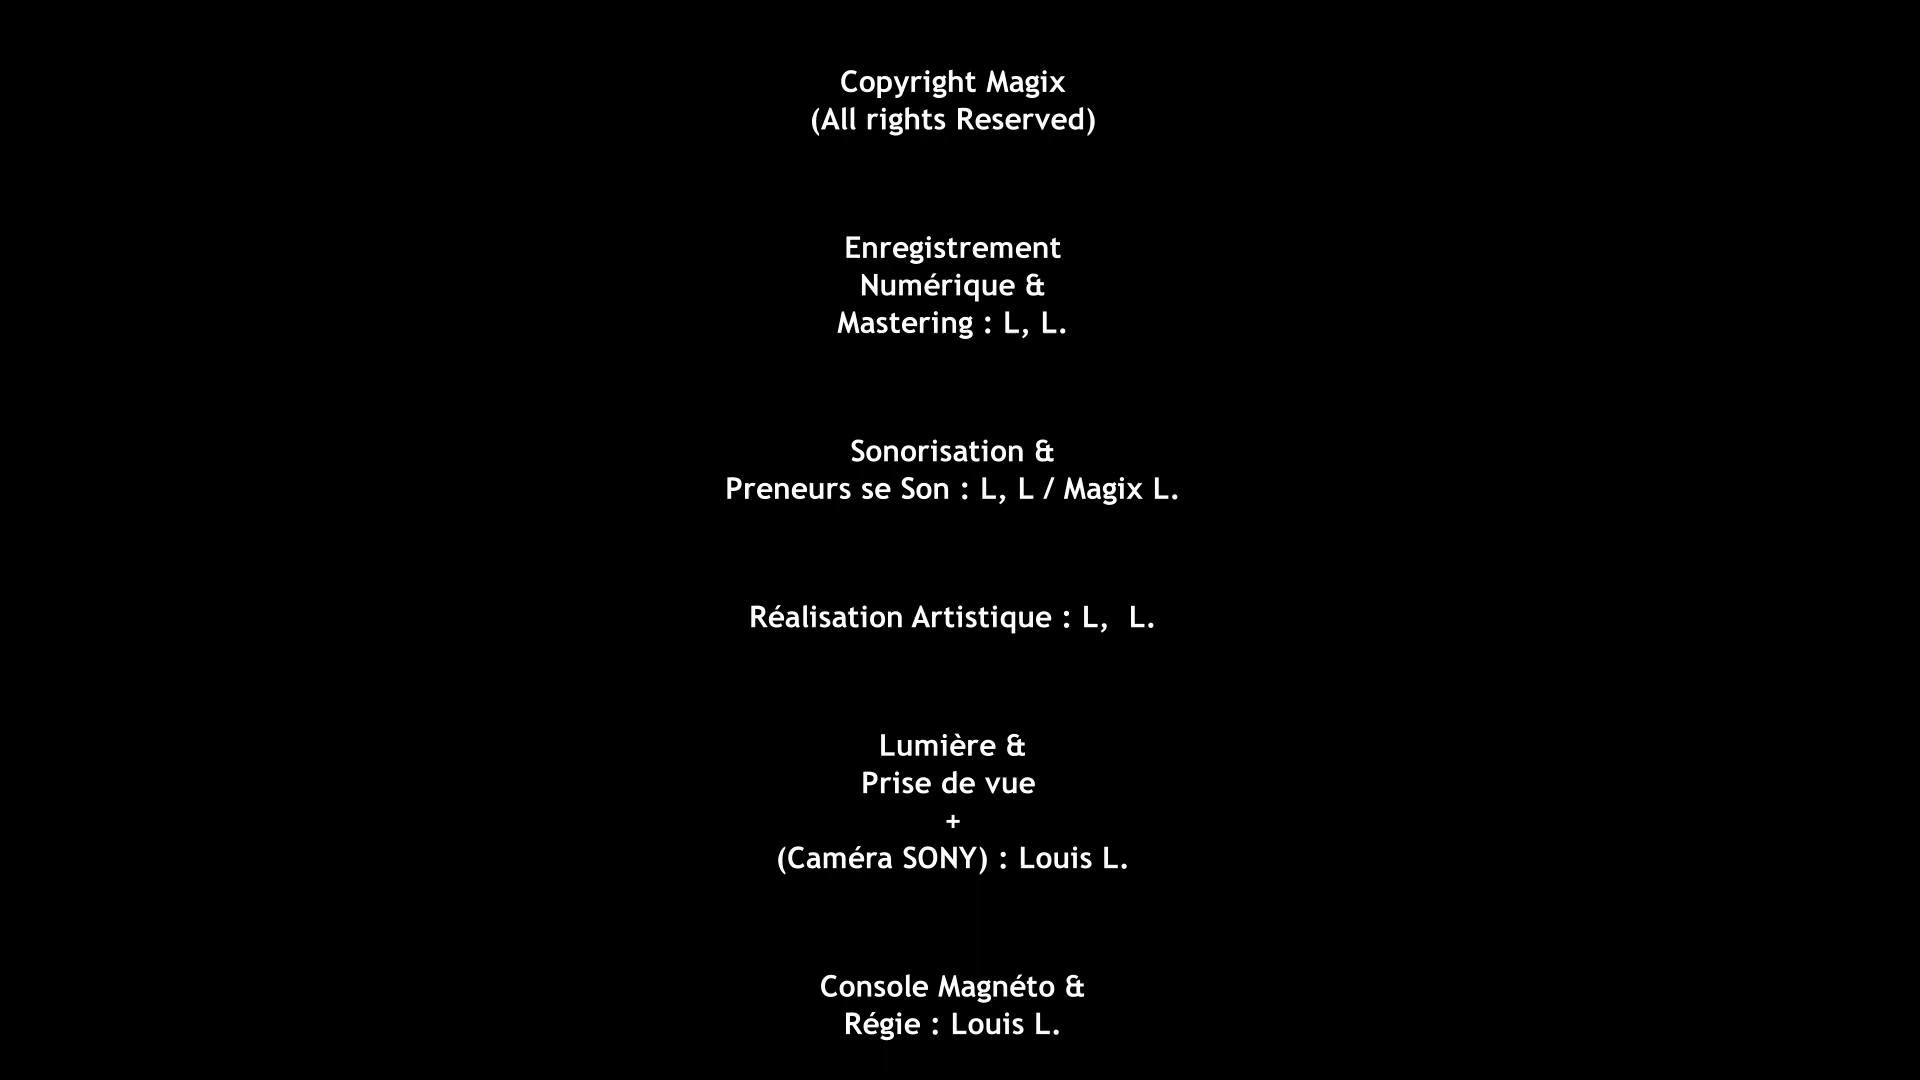 Copyright Magix
(All rights Reserved)
Enregistrement
Numérique &
Mastering : L, L.
Sonorisation &
Preneurs se Son : L, L / Magix L.
Réalisation Artistique : L,  L.
Lumière &
Prise de vue
+
(Caméra SONY) : Louis L.
Console Magnéto &
Régie : Louis L.